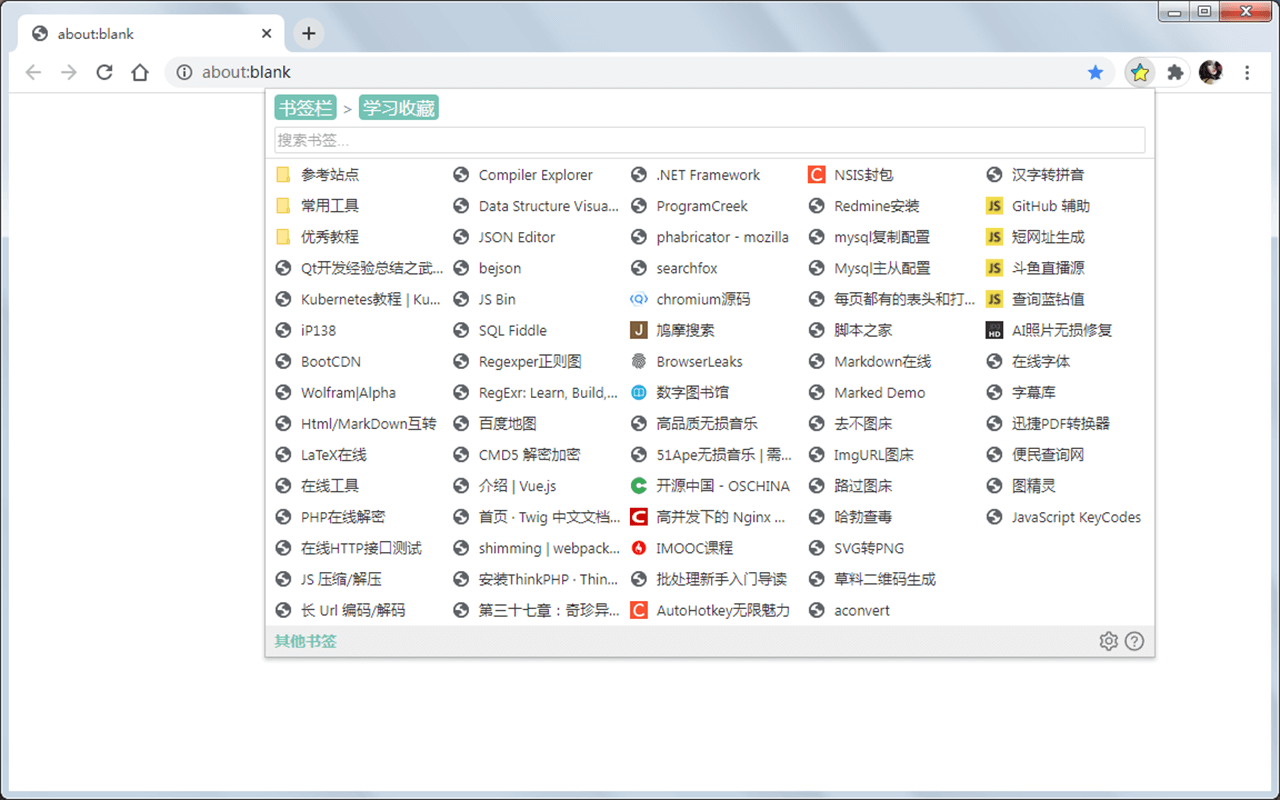 about:blank
about:blank
书签栏 > 学习收藏
搜索书签...
参考站点
常用工具
优秀教程
Qt开发经验总结之武...
Kubernetes教程 | Ku...
iP138
BootCDN
Wolfram|Alpha
Html/MarkDown互转
LaTeX在线
在线工具
PHP在线解密
在线HTTP接口测试
JS 压缩/解压
长 Url 编码/解码
Compiler Explorer
Data Structure Visua...
JSON Editor
bejson
JS Bin
SQL Fiddle
Regexper正则图
RegExr: Learn, Build,...
百度地图
CMD5 解密加密
介绍 | Vue.js
首页 · Twig 中文文档...
shimming | webpack...
安装ThinkPHP · Thin...
第三十七章：奇珍异...
.NET Framework
ProgramCreek
phabricator - mozilla
searchfox
chromium源码
鸠摩搜索
BrowserLeaks
数字图书馆
高品质无损音乐
51Ape无损音乐 | 需...
开源中国 - OSCHINA
高并发下的 Nginx ...
IMOOC课程
批处理新手入门导读
AutoHotkey无限魅力
NSIS封包
Redmine安装
mysql复制配置
Mysql主从配置
每页都有的表头和打...
脚本之家
Markdown在线
Marked Demo
去不图床
ImgURL图床
路过图床
哈勃查毒
SVG转PNG
草料二维码生成
aconvert
汉字转拼音
GitHub 辅助
短网址生成
斗鱼直播源
查询蓝钻值
AI照片无损修复
在线字体
字幕库
迅捷PDF转换器
便民查询网
图精灵
JavaScript KeyCodes
其他书签